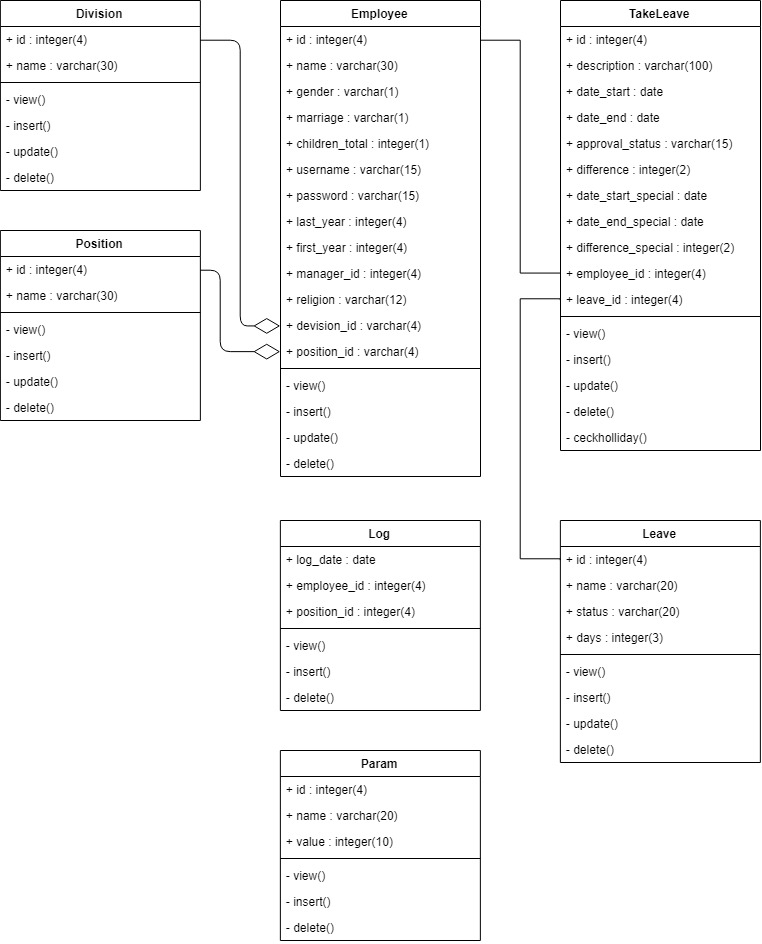 Division
+ id : integer(4)
+ name : varchar(30)
- view()
- insert()
- update()
- delete()
Position
+ id : integer(4)
+ name : varchar(30)
- view()
- insert()
- update()
- delete()
Employee
+ id : integer(4)
+ name : varchar(30)
+ gender : varchar(1)
+ marriage : varchar(1)
+ children_total : integer(1)
+ username : varchar(15)
+ password : varchar(15)
+ last_year : integer(4)
+ first_year : integer(4)
+ manager_id : integer(4)
+ religion : varchar(12)
+ devision_id : varchar(4)
+ position_id : varchar(4)
- view()
- insert()
- update()
- delete()
TakeLeave
+ id : integer(4)
+ description : varchar(100)
+ date_start : date
+ date_end : date
+ approval_status : varchar(15)
+ difference : integer(2)
+ date_start_special : date
+ date_end_special : date
+ difference_special : integer(2)
+ employee_id : integer(4)
+ leave_id : integer(4)
- view()
- insert()
- update()
- delete()
- ceckholliday()
Log
+ log_date : date
+ employee_id : integer(4)
+ position_id : integer(4)
- view()
- insert()
- delete()
Leave
+ id : integer(4)
+ name : varchar(20)
+ status : varchar(20)
+ days : integer(3)
- view()
- insert()
- update()
- delete()
Param
+ id : integer(4)
+ name : varchar(20)
+ value : integer(10)
- view()
- insert()
- delete()